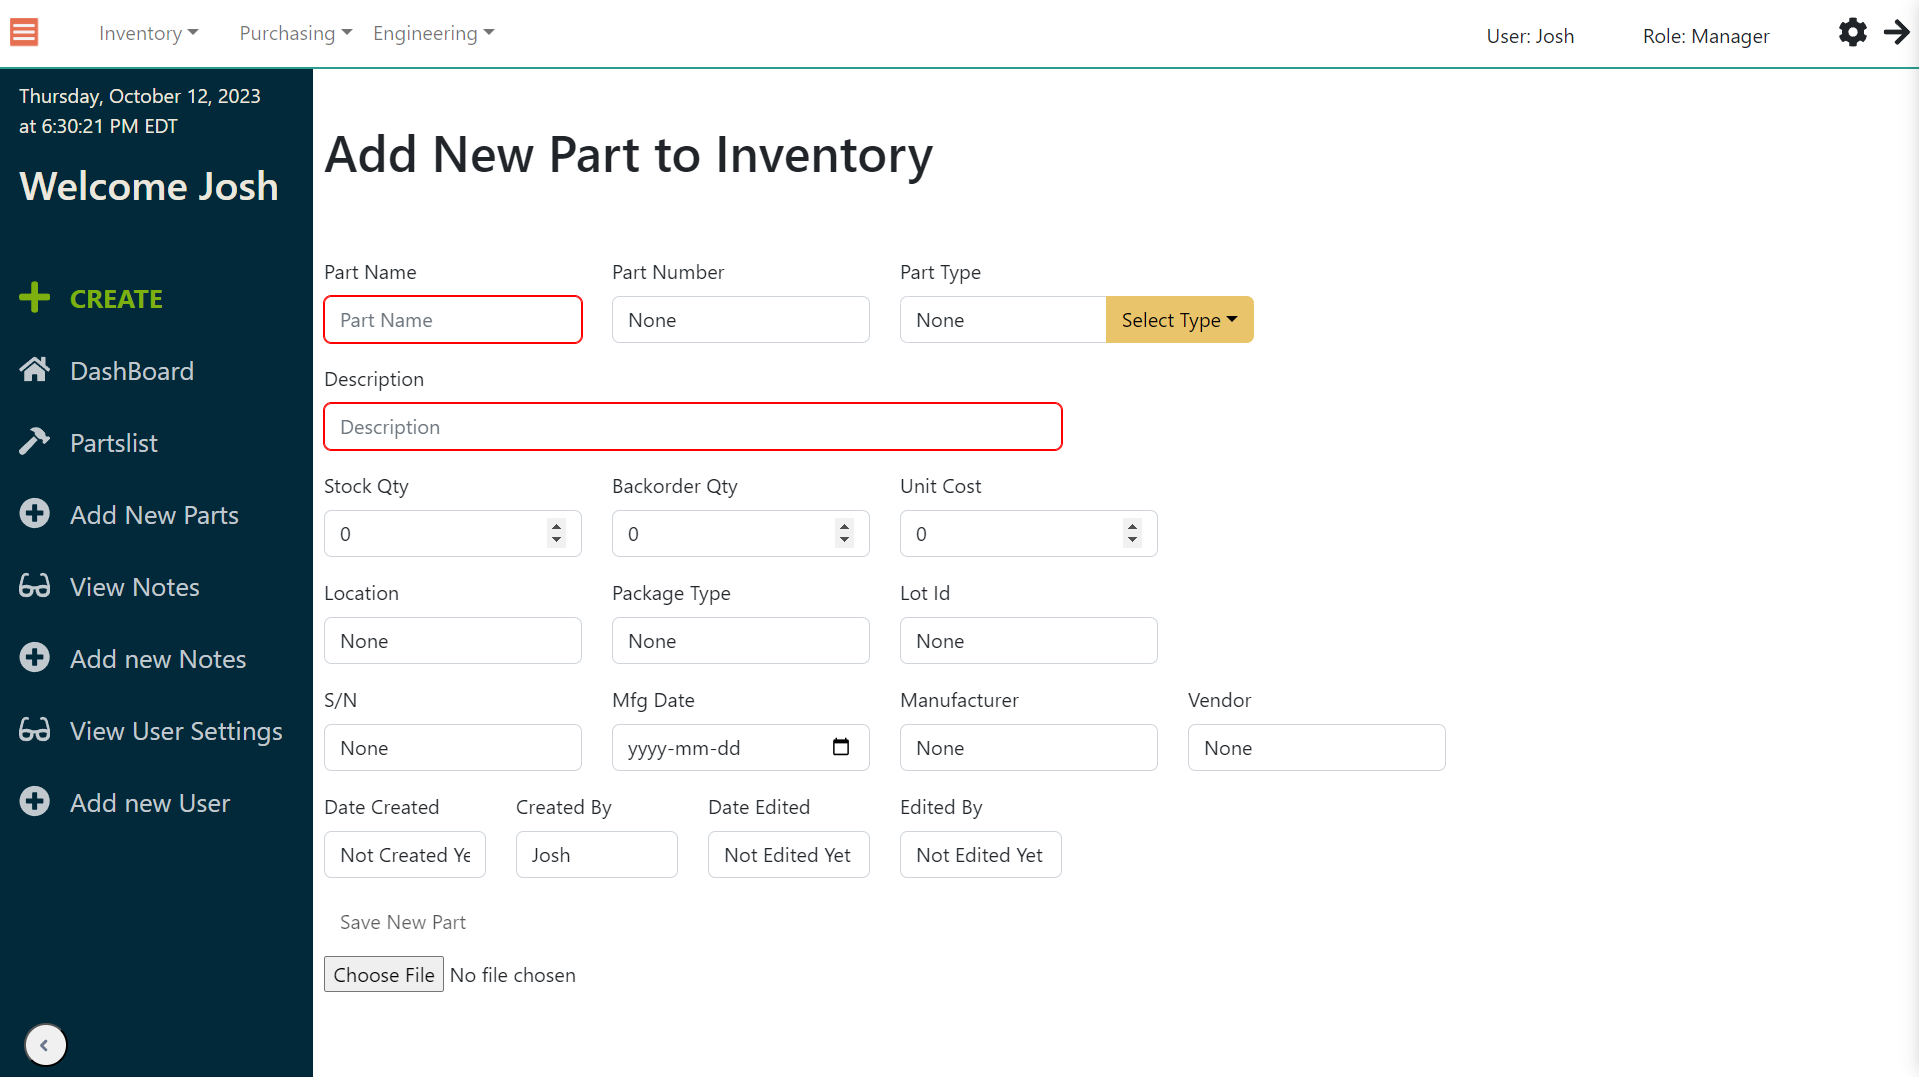 Inventory Purchasing Engineering User: Josh Role: Manager
Thursday, October 12, 2023
at 6:30:21 PM EDT
Welcome Josh
CREATE
DashBoard
Partslist
Add New Parts
View Notes
Add new Notes
View User Settings
Add new User
Add New Part to Inventory
Part Name Part Number Part Type
Part Name None None Select Type
Description
Description
Stock Qty Backorder Qty Unit Cost
0 0 0
Location Package Type Lot Id
None None None
S/N Mfg Date Manufacturer Vendor
None yyyy-mm-dd None None
Date Created Created By Date Edited Edited By
Not Created Ye Josh Not Edited Yet Not Edited Yet
Save New Part
Choose File No file chosen